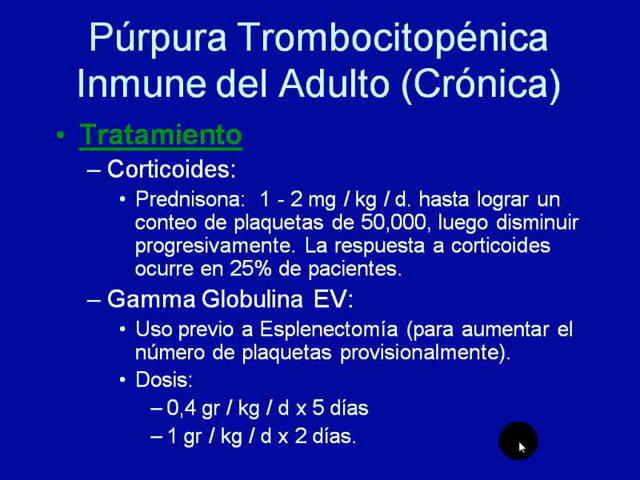 Púrpura Trombocitopénica
Inmune del Adulto (Crónica)
• Tratamiento
– Corticoides:
• Prednisona: 1 - 2 mg / kg / d. hasta lograr un
conteo de plaquetas de 50,000, luego disminuir
progresivamente. La respuesta a corticoides
ocurre en 25% de pacientes.
– Gamma Globulina EV:
• Uso previo a Esplenectomía (para aumentar el
número de plaquetas provisionalmente).
• Dosis:
– 0,4 gr / kg / d x 5 días
– 1 gr / kg / d x 2 días.